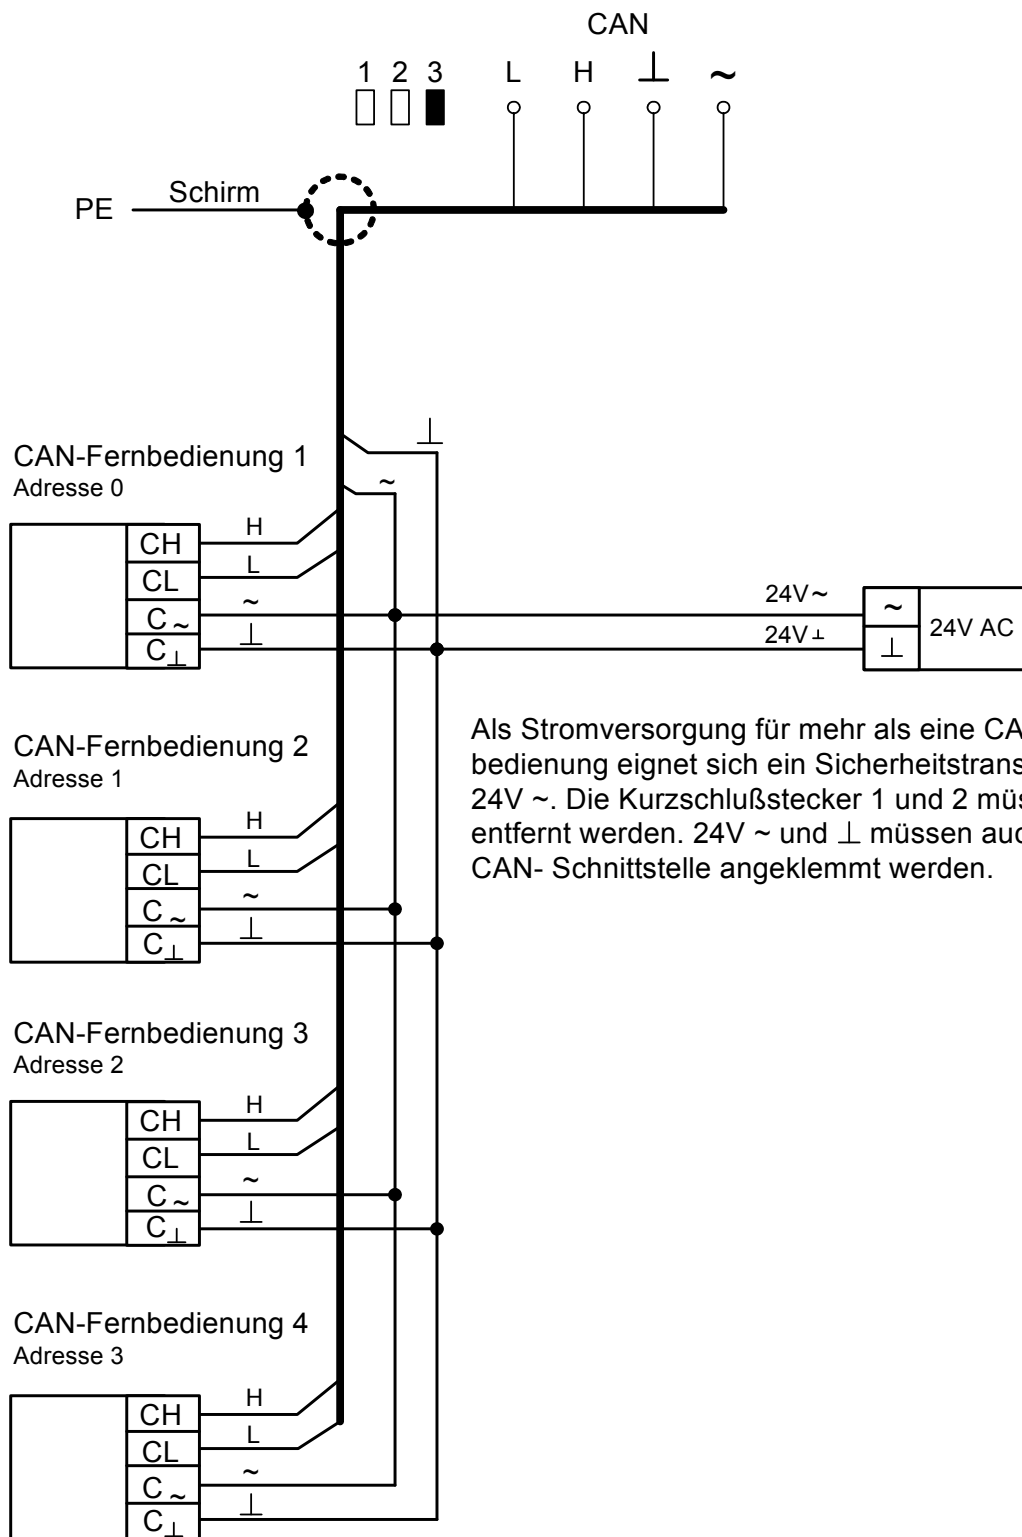 CAN
1 2 3 L H ⊥ ~
PE Schirm
⊥
CAN-Fernbedienung 1
Adresse 0
~
CH H
CL L
C~ ~ 24V~ ~
C⊥ ⊥ 24V⊥ ⊥
24V AC
Als Stromversorgung für mehr als eine CA
bedienung eignet sich ein Sicherheitstrans
24V ~. Die Kurzschlußstecker 1 und 2 müs
entfernt werden. 24V ~ und ⊥ müssen auc
CAN- Schnittstelle angeklemmt werden.
CAN-Fernbedienung 2
Adresse 1
CH H
CL L
C~ ~
C⊥ ⊥
CAN-Fernbedienung 3
Adresse 2
CH H
CL L
C~ ~
C⊥ ⊥
CAN-Fernbedienung 4
Adresse 3
CH H
CL L
C~ ~
C⊥ ⊥